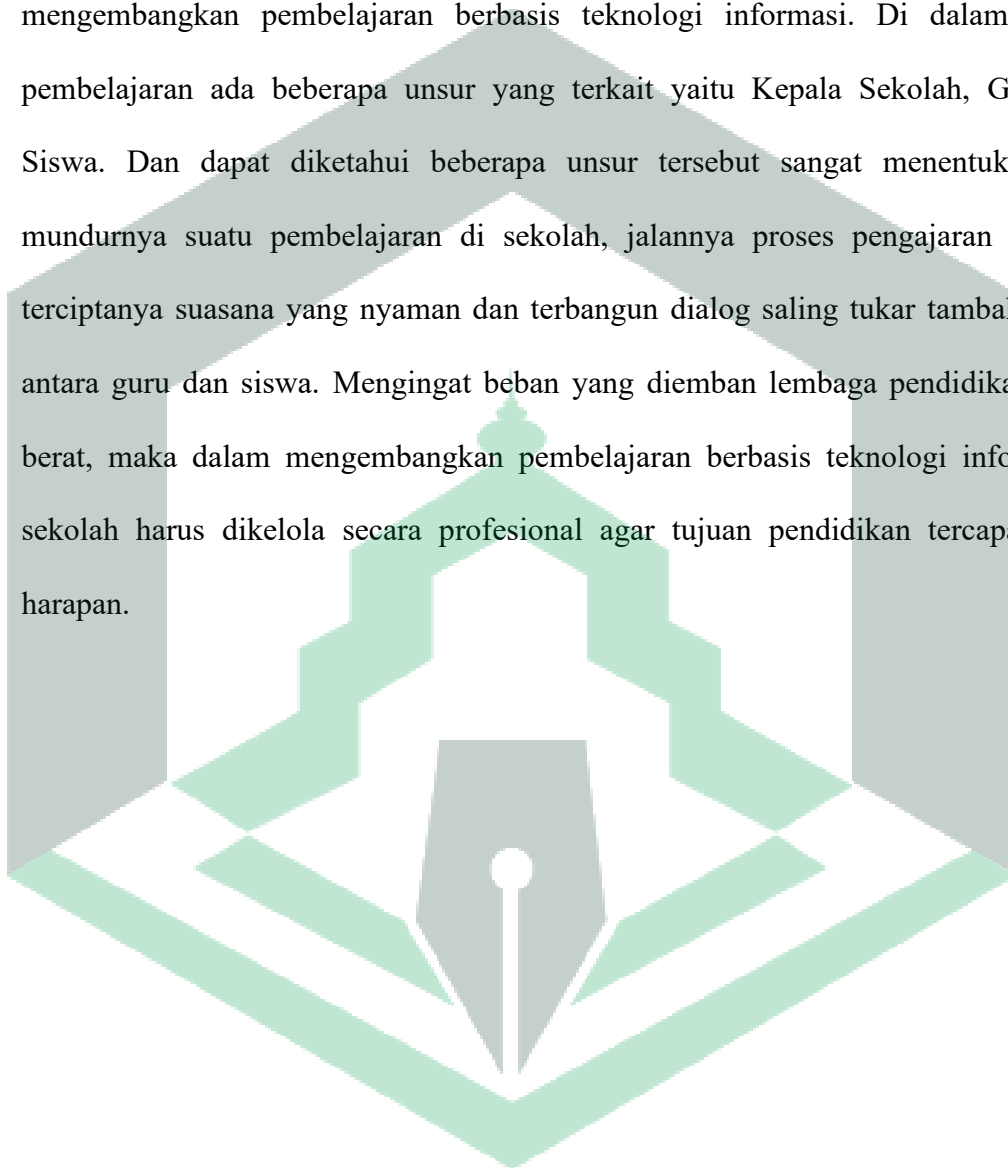 mengembangkan pembelajaran berbasis teknologi informasi. Di dalam
pembelajaran ada beberapa unsur yang terkait yaitu Kepala Sekolah, G
Siswa. Dan dapat diketahui beberapa unsur tersebut sangat menentuk
mundurnya suatu pembelajaran di sekolah, jalannya proses pengajaran
terciptanya suasana yang nyaman dan terbangun dialog saling tukar tambal
antara guru dan siswa. Mengingat beban yang diemban lembaga pendidika
berat, maka dalam mengembangkan pembelajaran berbasis teknologi info
sekolah harus dikelola secara profesional agar tujuan pendidikan tercapa
harapan.